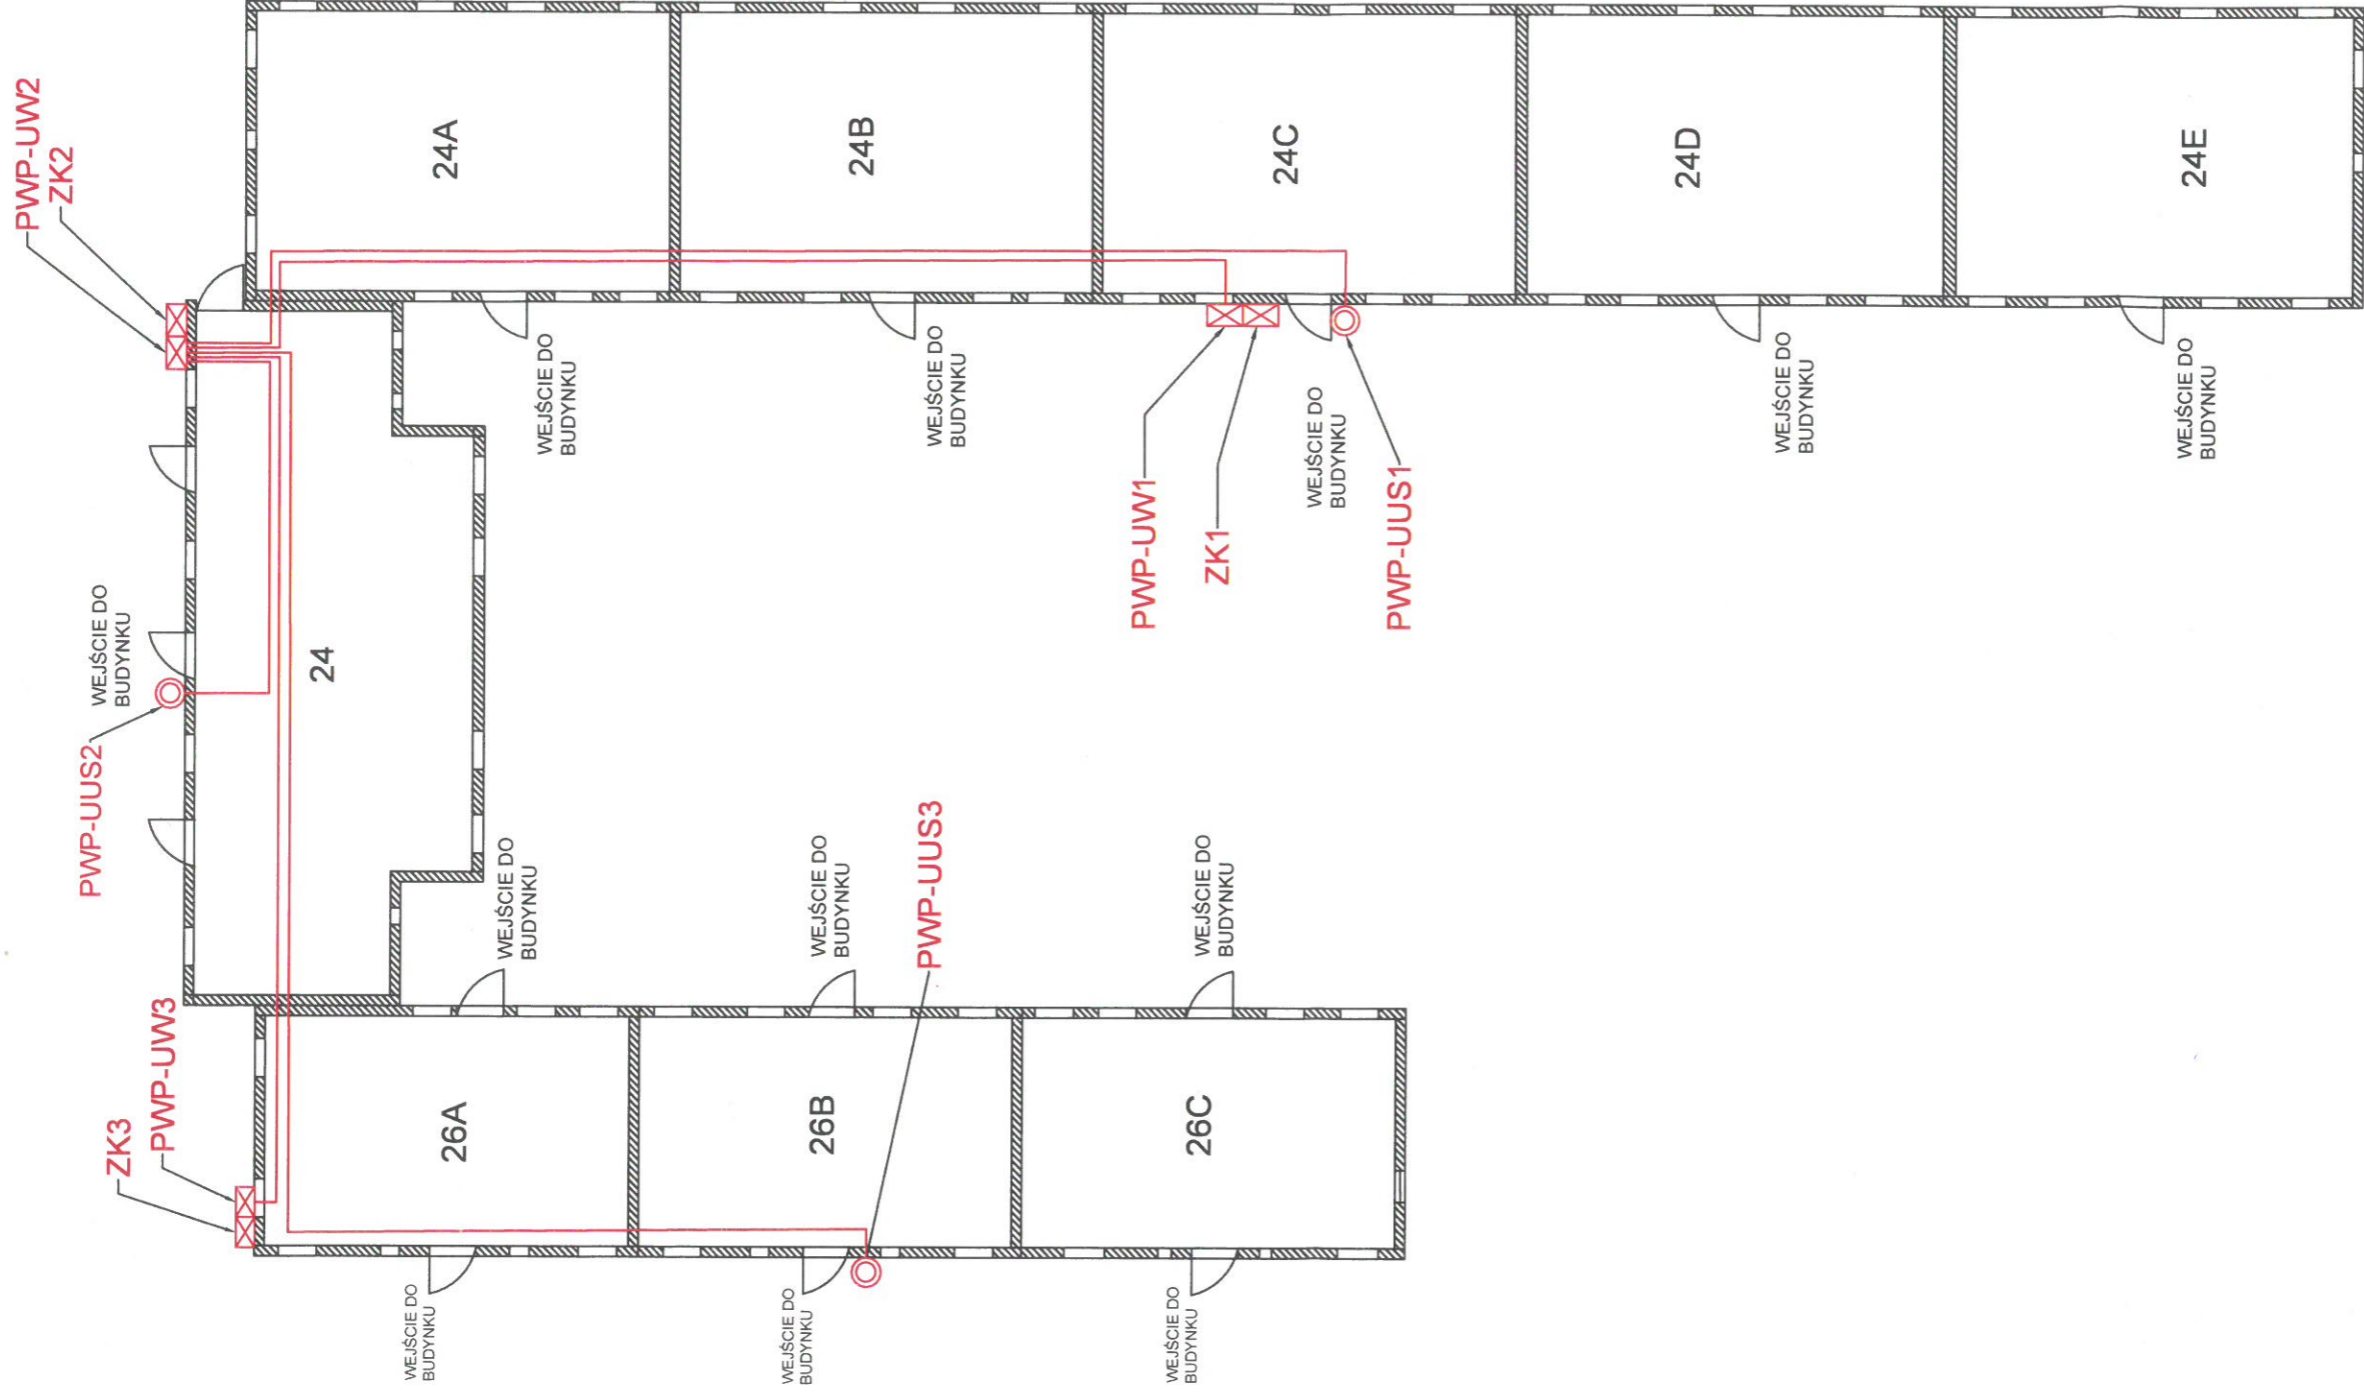 PWP-UW2
ZK2
24A
24B
24C
24D
24E
WEJŚCIE DO
BUDYNKU
WEJŚCIE DO
BUDYNKU
WEJŚCIE DO
BUDYNKU
WEJŚCIE DO
BUDYNKU
WEJŚCIE DO
BUDYNKU
PWP-UW1
ZK1
PWP-UUS1
WEJŚCIE DO
BUDYNKU
24
PWP-UUS2
WEJŚCIE DO
BUDYNKU
WEJŚCIE DO
BUDYNKU
WEJŚCIE DO
BUDYNKU
PWP-UUS3
ZK3
PWP-UW3
26A
26B
26C
WEJŚCIE DO
BUDYNKU
WEJŚCIE DO
BUDYNKU
WEJŚCIE DO
BUDYNKU